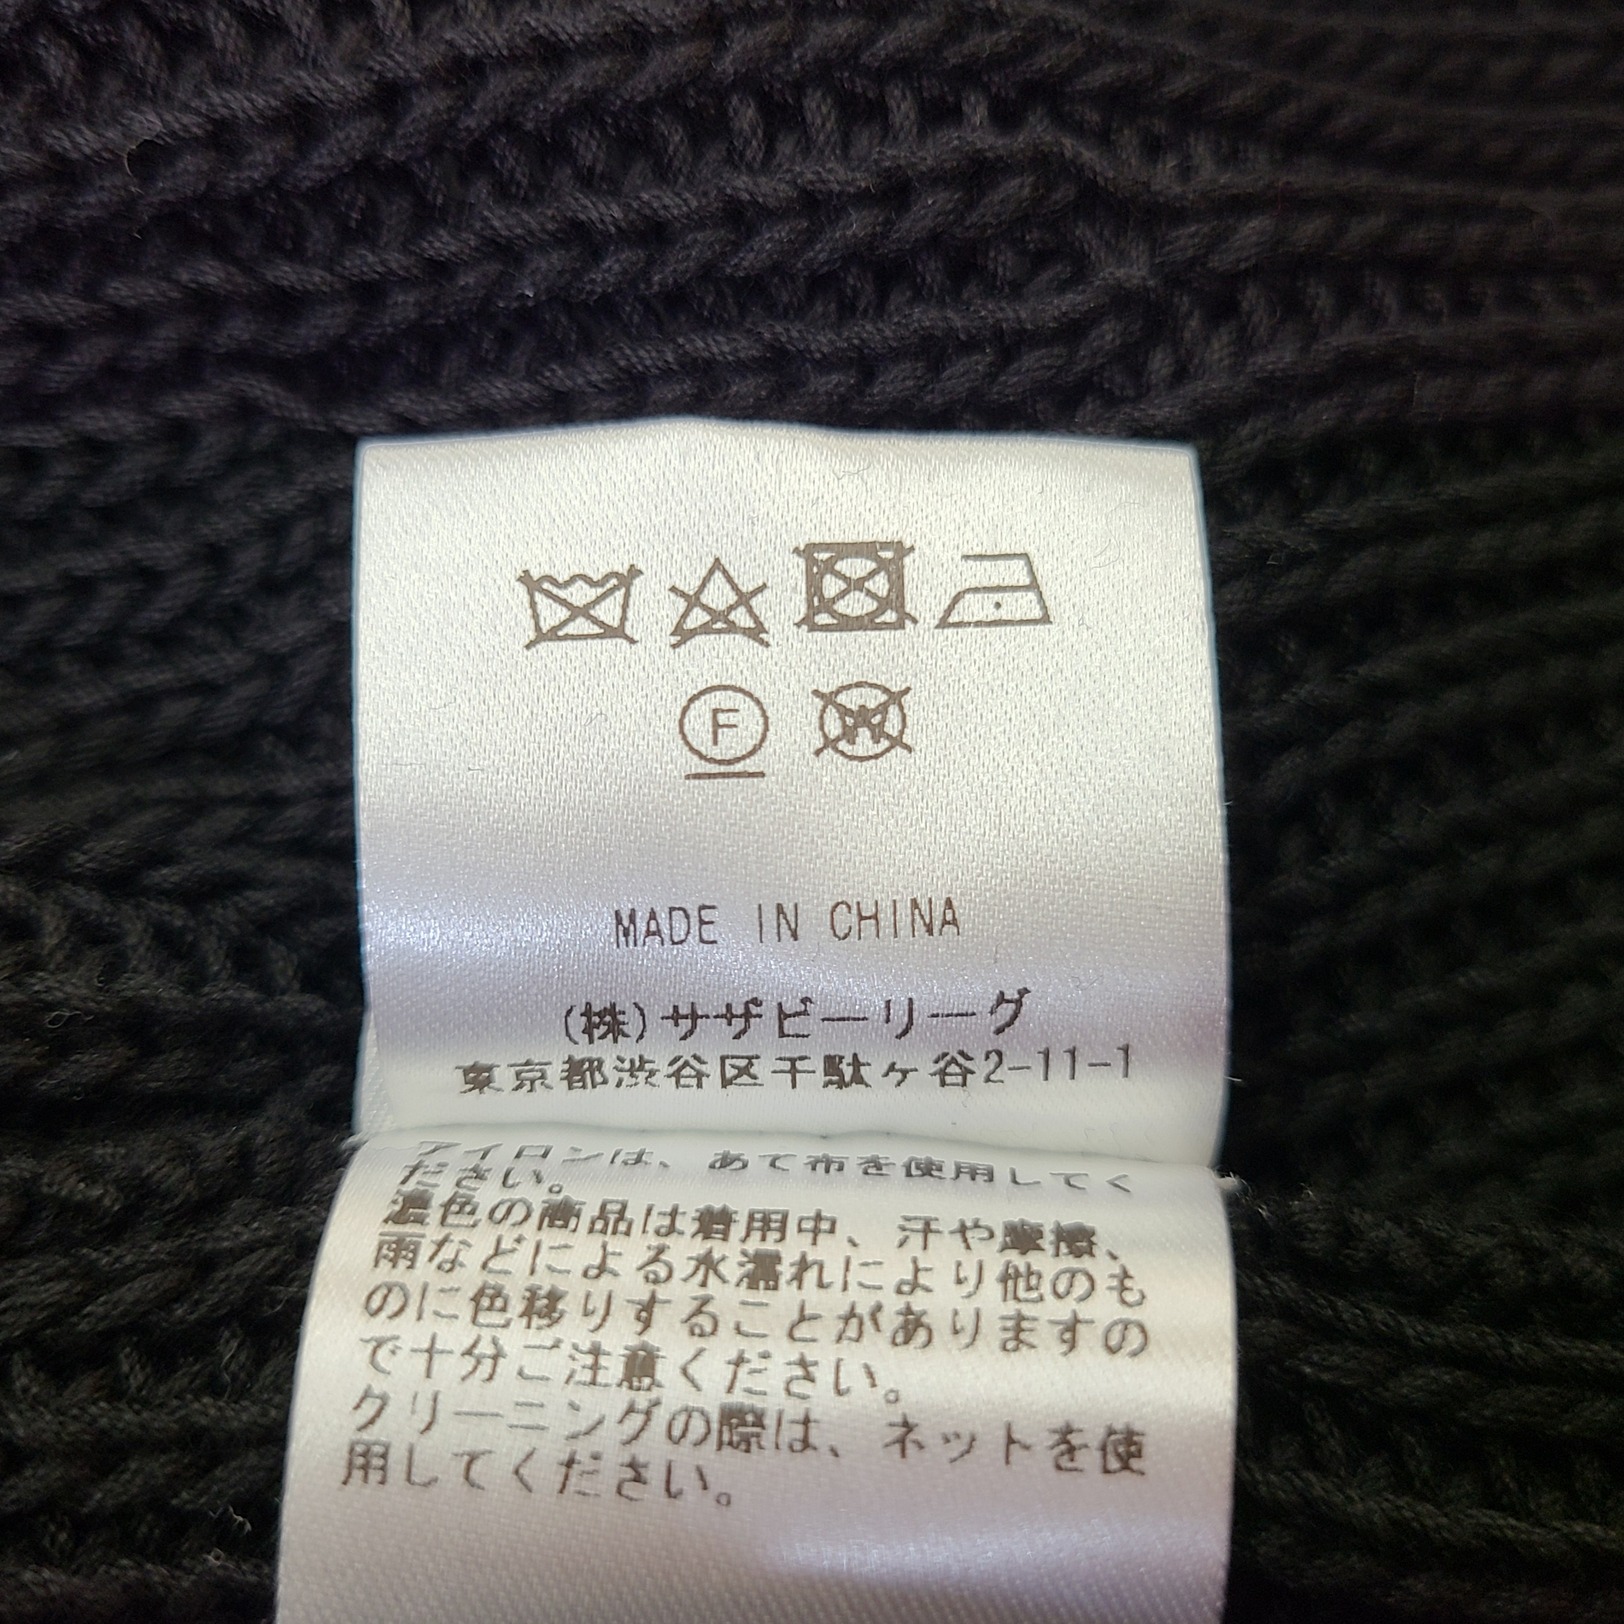 F W
MADE IN CHINA
(株)サザビーリーグ
東京都渋谷区千駄ヶ谷2-11-1
アイロンは、あて布を使用してく
ださい。
濃色の商品は着用中、汗や摩擦、
雨などによる水濡れにより他のも
のに色移りすることがありますの
で十分ご注意ください。
クリーニングの際は、ネットを使
用してください。